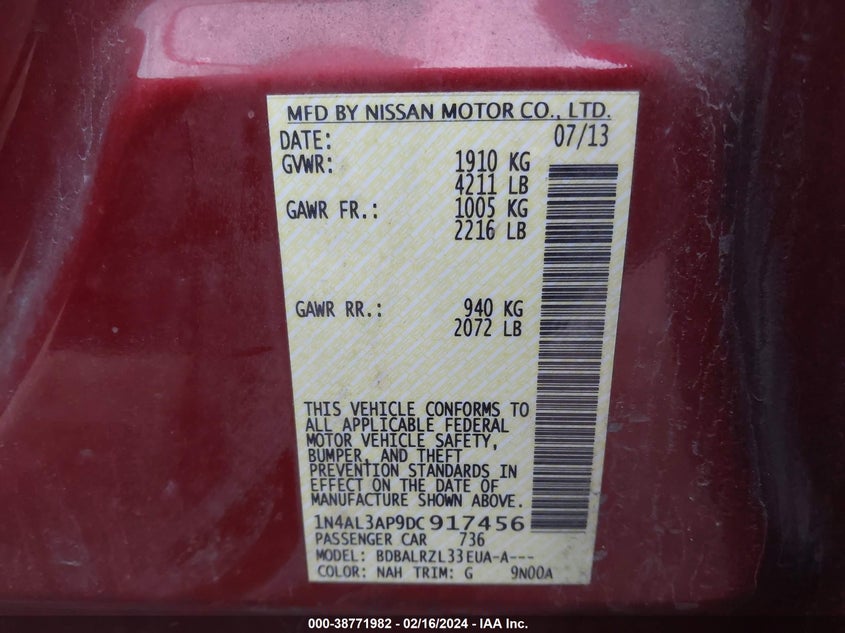 MFD BY NISSAN MOTOR CO., LTD.
DATE: 07/13
GVWR: 1910 KG
4211 LB
GAWR FR.: 1005 KG
2216 LB
GAWR RR.: 940 KG
2072 LB
THIS VEHICLE CONFORMS TO
ALL APPLICABLE FEDERAL
MOTOR VEHICLE SAFETY,
BUMPER, AND THEFT
PREVENTION STANDARDS IN
EFFECT ON THE DATE OF
MANUFACTURE SHOWN ABOVE.
1N4AL3AP9DC917456
PASSENGER CAR 736
MODEL: BDBALRZL33EUA-A---
COLOR: NAH TRIM: G 9N00A
000-38771982 - 02/16/2024 - IAA Inc.